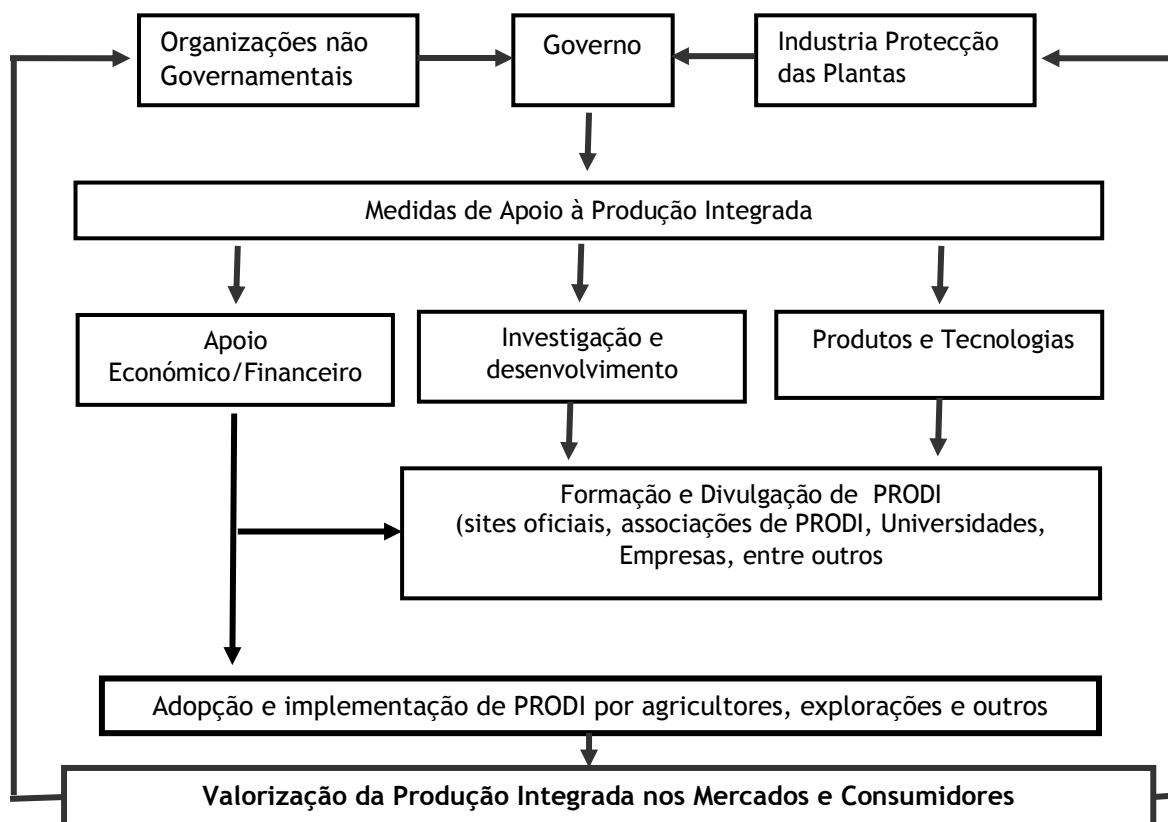 Organizações não
Governamentais
Governo
Industria Protecção
das Plantas
Medidas de Apoio à Produção Integrada
Apoio
Económico/Financeiro
Investigação e
desenvolvimento
Produtos e Tecnologias
Formação e Divulgação de PRODI
(sites oficiais, associações de PRODI, Universidades,
Empresas, entre outros
Adopção e implementação de PRODI por agricultores, explorações e outros
Valorização da Produção Integrada nos Mercados e Consumidores